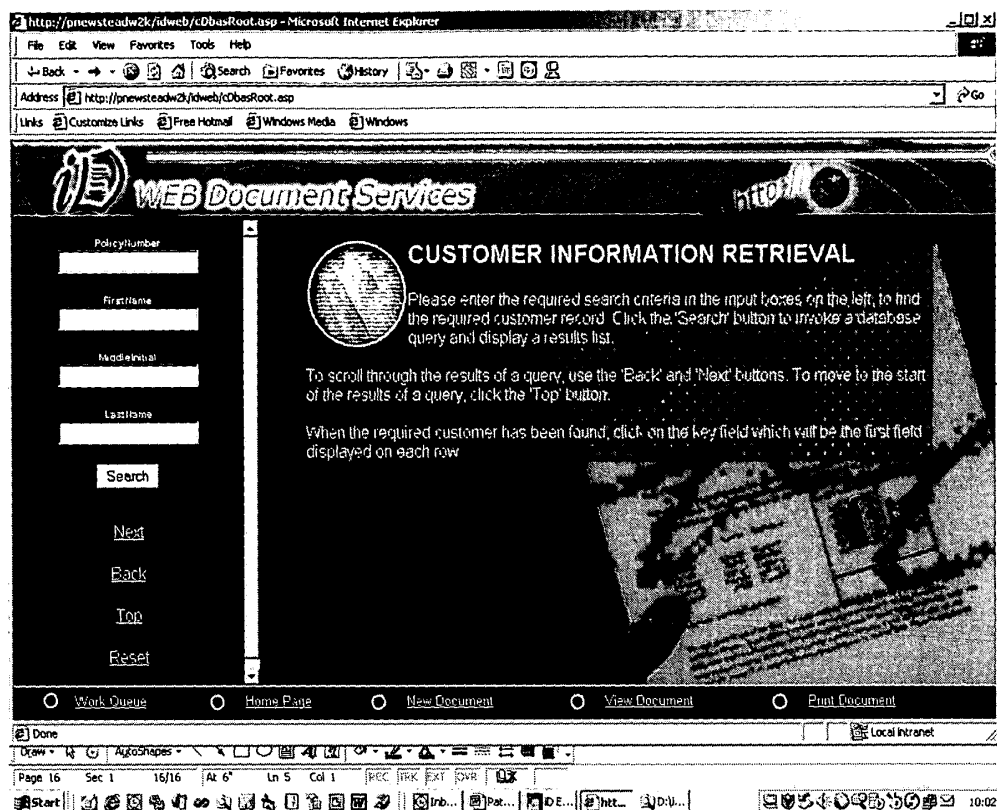 http://pnewsteadw2k/idweb/cDbasRoot.asp - Microsoft Internet Explorer
File Edit View Favorites Tools Help
Back Search Favorites History
Address http://pnewsteadw2k/idweb/cDbasRoot.asp Go
Links Customize Links Free Hotmail Windows Media Windows
iD WEB Document Services http://
PolicyNumber
FirstName
MiddleInitial
LastName
Search
Next
Back
Top
Reset
CUSTOMER INFORMATION RETRIEVAL
Please enter the required search criteria in the input boxes on the left, to find
the required customer record. Click the 'Search' button to invoke a database
query and display a results list.
To scroll through the results of a query, use the 'Back' and 'Next' buttons. To move to the start
of the results of a query, click the 'Top' button.
When the required customer has been found, click on the key field which will be the first field
displayed on each row
Work Queue Home Page New Document View Document Print Document
Done Local intranet
Draw AutoShapes
Page 16 Sec 1 16/16 At 6" Ln 5 Col 1 REC TRK EXT OVR
Start Inb... Pat... iD E... htt... D:\...  10:00